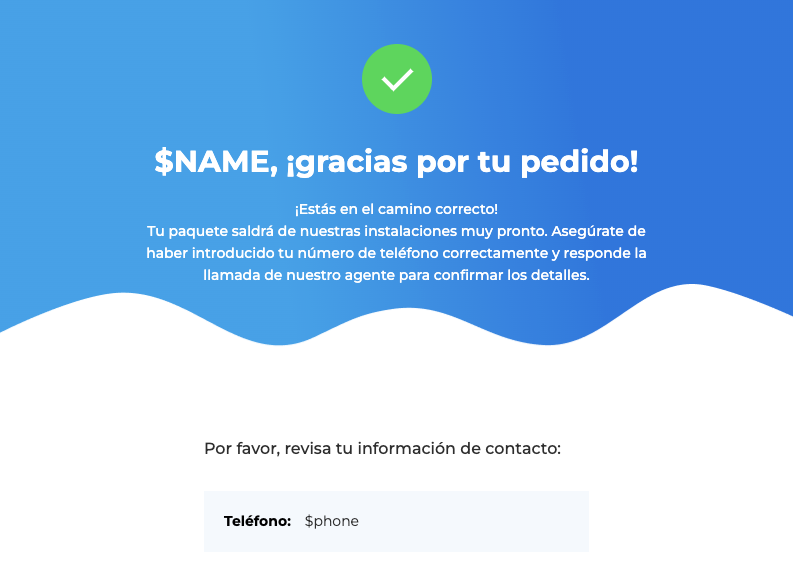 $NAME, ¡gracias por tu pedido!
¡Estás en el camino correcto!
Tu paquete saldrá de nuestras instalaciones muy pronto. Asegúrate de
haber introducido tu número de teléfono correctamente y responde la
llamada de nuestro agente para confirmar los detalles.
Por favor, revisa tu información de contacto:
Teléfono: $phone